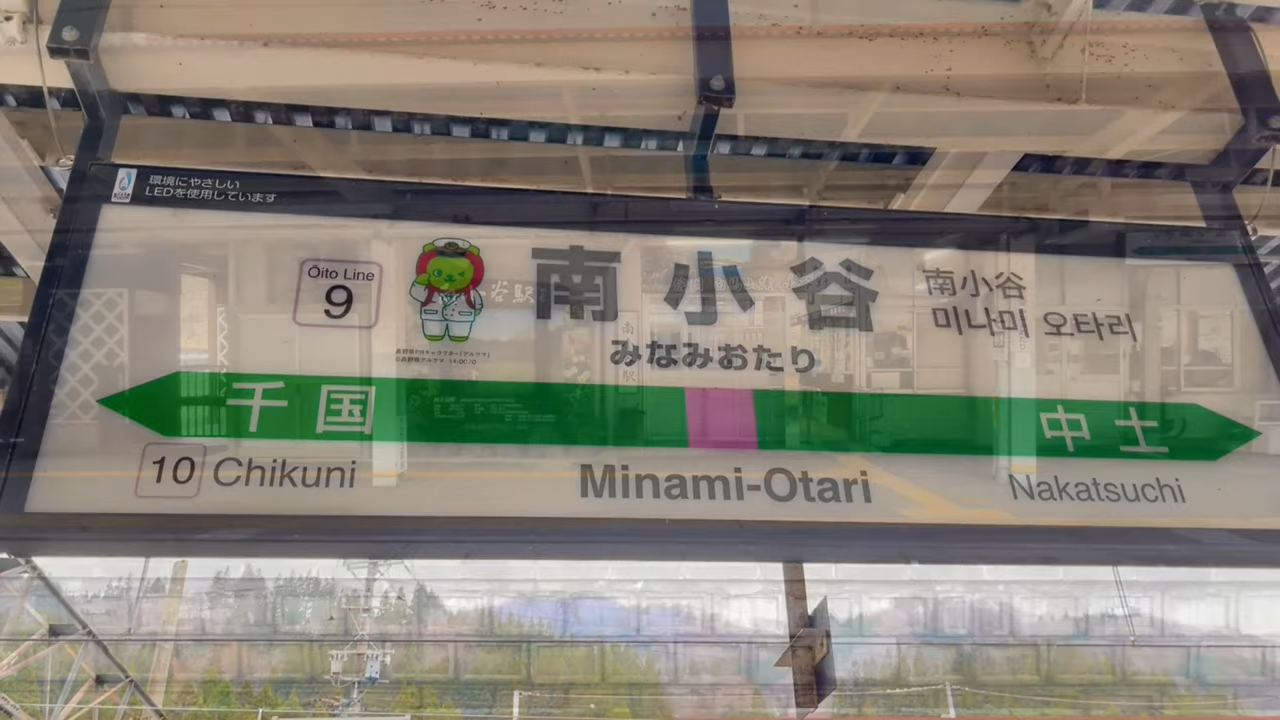 環境にやさしい
LEDを使用しています
Ōito Line
9
南小谷
みなみおたり
南小谷
미나미 오타리
千国
中土
10 Chikuni
Minami-Otari
Nakatsuchi